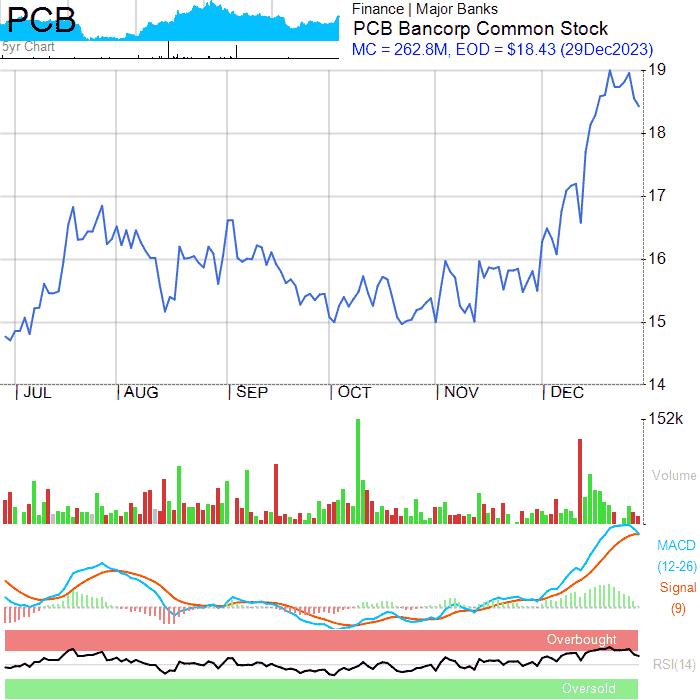 PCB
5yr Chart
Finance | Major Banks
PCB Bancorp Common Stock
MC = 262.8M, EOD = $18.43 (29Dec2023)
19
18
17
16
15
14
JUL AUG SEP OCT NOV DEC
152k
Volume
MACD
(12-26)
Signal
(9)
Overbought
RSI(14)
Oversold